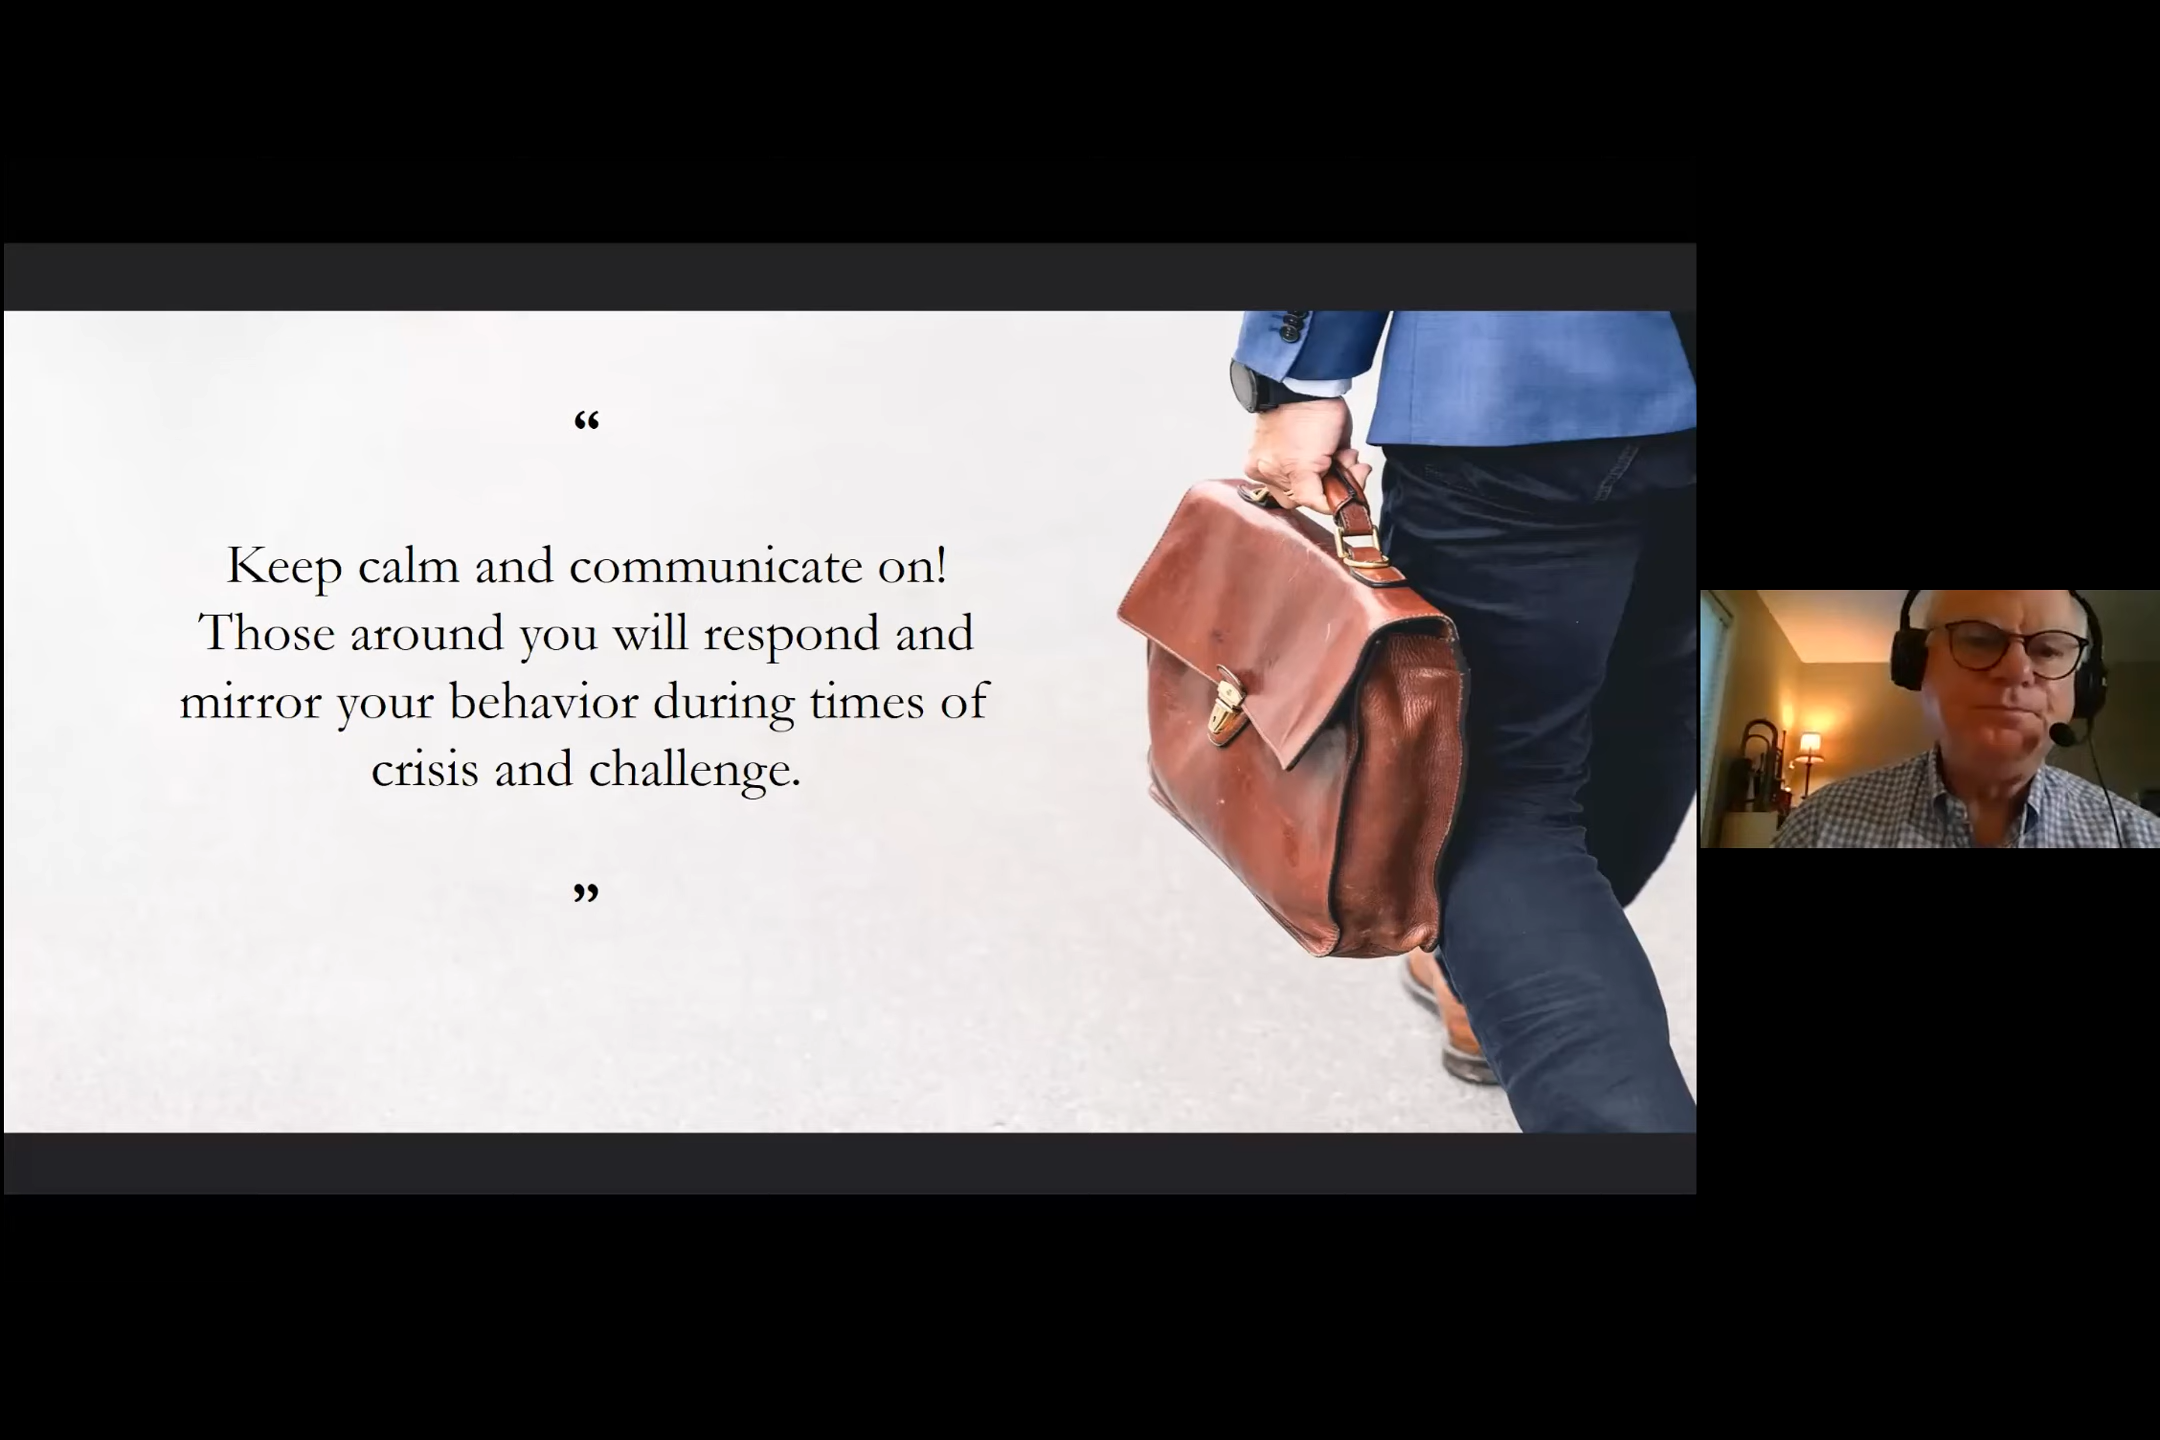 “
Keep calm and communicate on!
Those around you will respond and
mirror your behavior during times of
crisis and challenge.
”